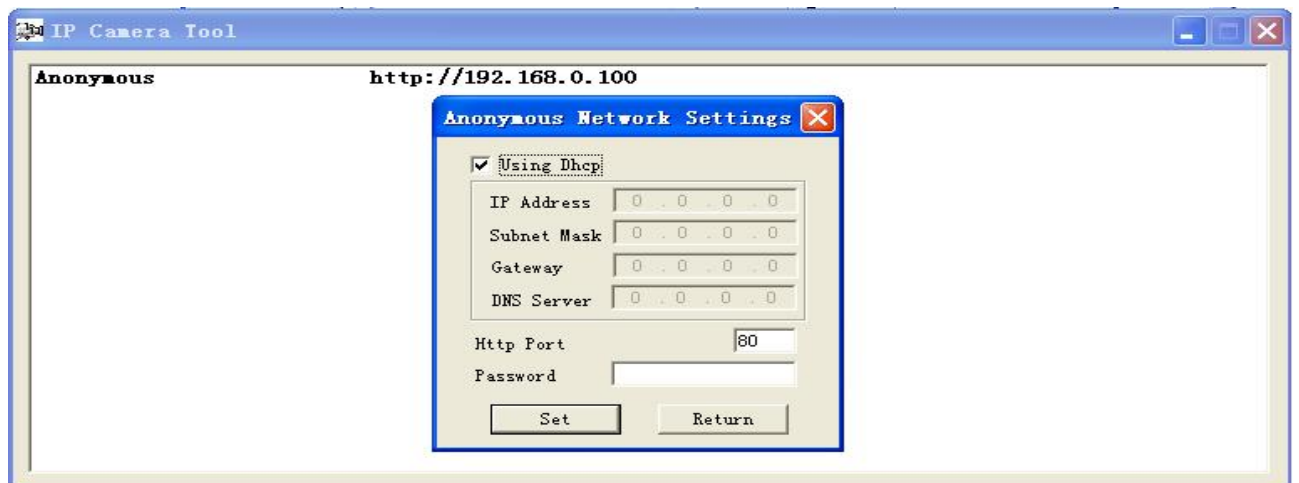 IP Camera Tool
Anonymous http://192.168.0.100
Anonymous Network Settings
Using Dhcp
IP Address 0 . 0 . 0 . 0
Subnet Mask 0 . 0 . 0 . 0
Gateway 0 . 0 . 0 . 0
DNS Server 0 . 0 . 0 . 0
Http Port 80
Password
Set Return